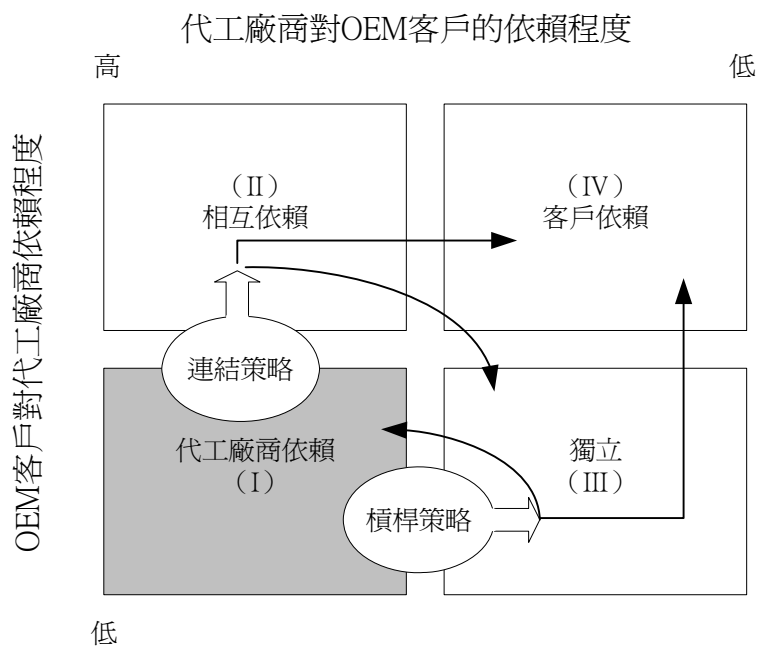 代工廠商對OEM客戶的依賴程度
高
低
OEM客戶對代工廠商依賴程度
（II）
相互依賴
（IV）
客戶依賴
連結策略
代工廠商依賴
（I）
槓桿策略
獨立
（III）
低